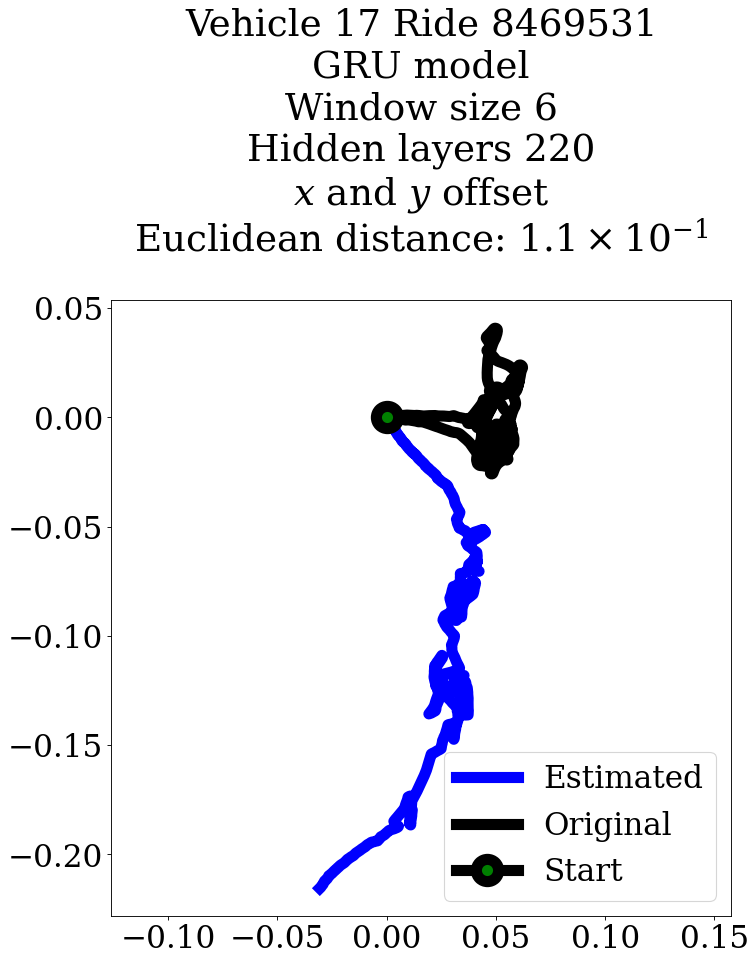 Vehicle 17 Ride 8469531
GRU model
Window size 6
Hidden layers 220
x and y offset
Euclidean distance: 1.1 × 10⁻¹
0.05
0.00
−0.05
−0.10
−0.15
−0.20
Estimated
Original
Start
−0.10 −0.05 0.00 0.05 0.10 0.15